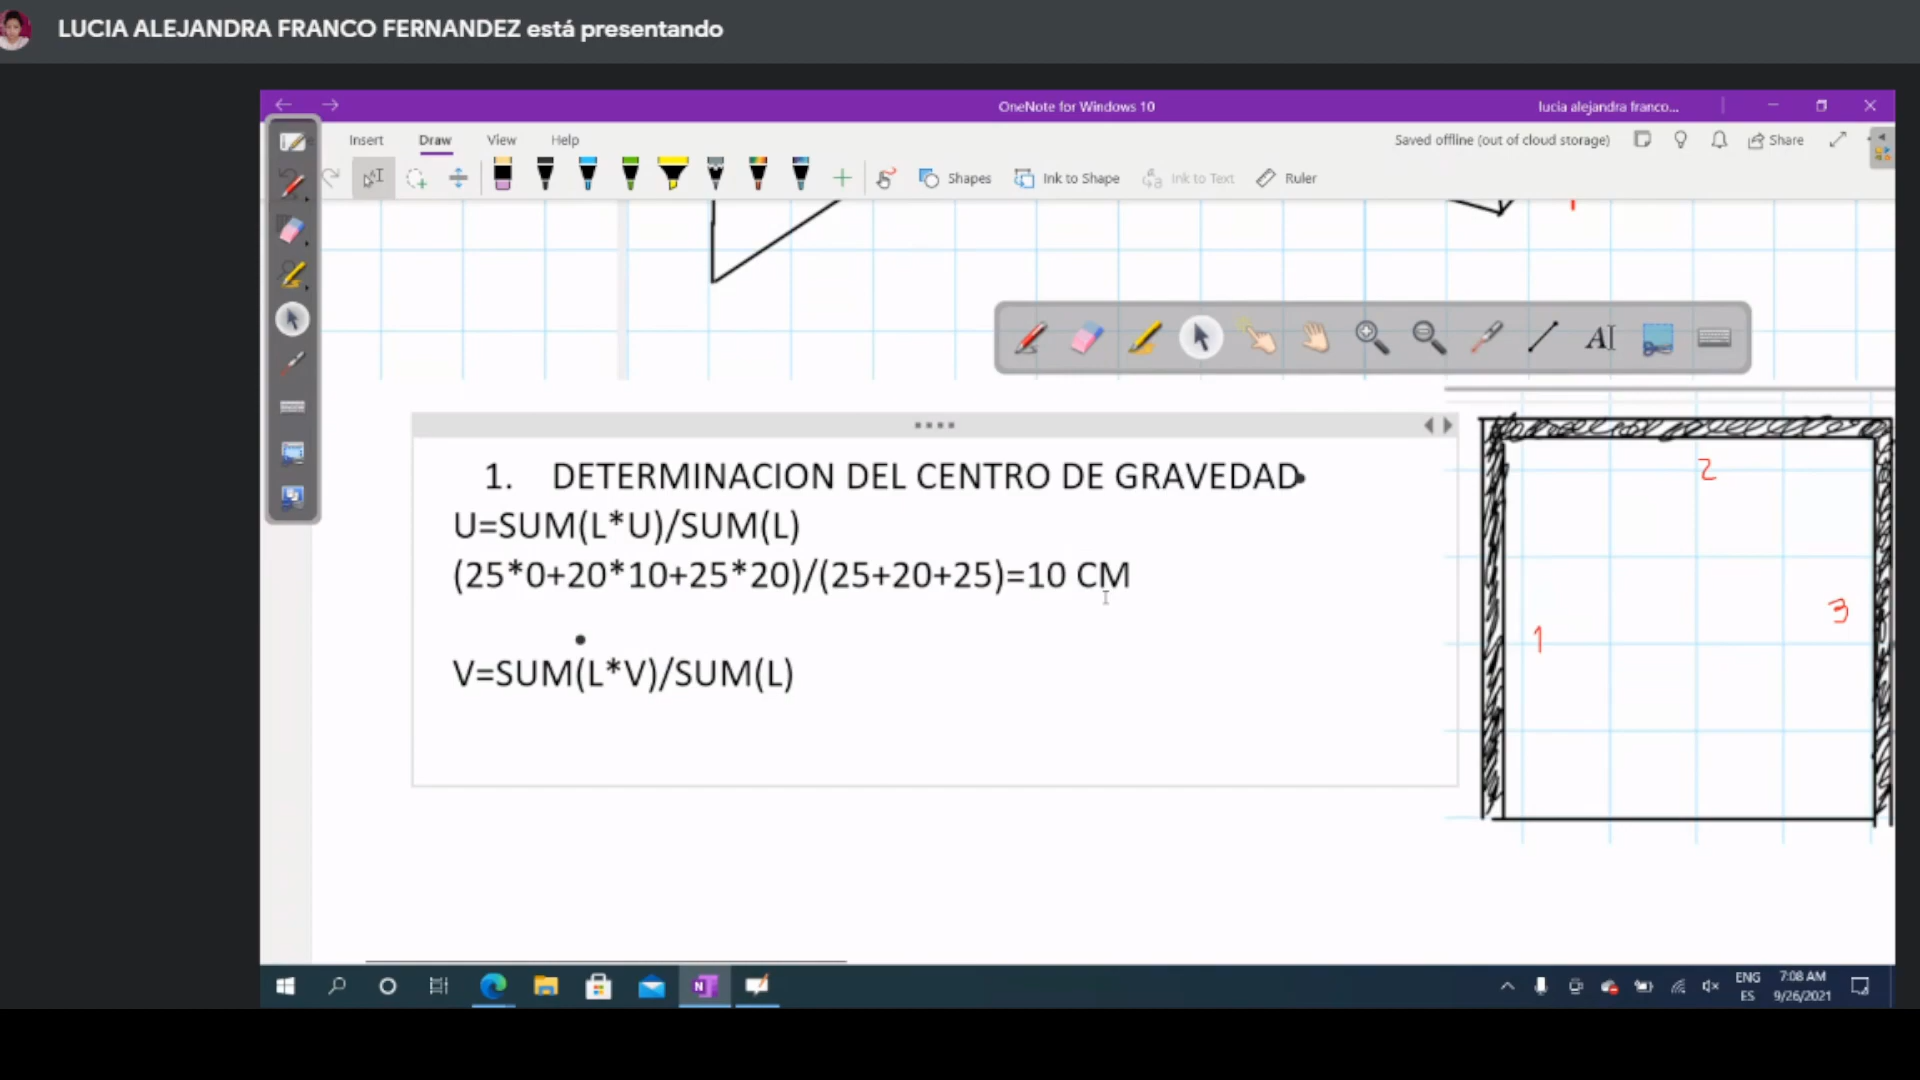 LUCIA ALEJANDRA FRANCO FERNANDEZ está presentando
OneNote for Windows 10
lucia alejandra franco...
Insert
Draw
View
Help
Saved offline (out of cloud storage)
Share
Shapes
Ink to Shape
Ink to Text
Ruler
1. DETERMINACION DEL CENTRO DE GRAVEDAD
U=SUM(L*U)/SUM(L)
(25*0+20*10+25*20)/(25+20+25)=10 CM
V=SUM(L*V)/SUM(L)
2
3
1
ENG
ES
7:08 AM
9/26/2021